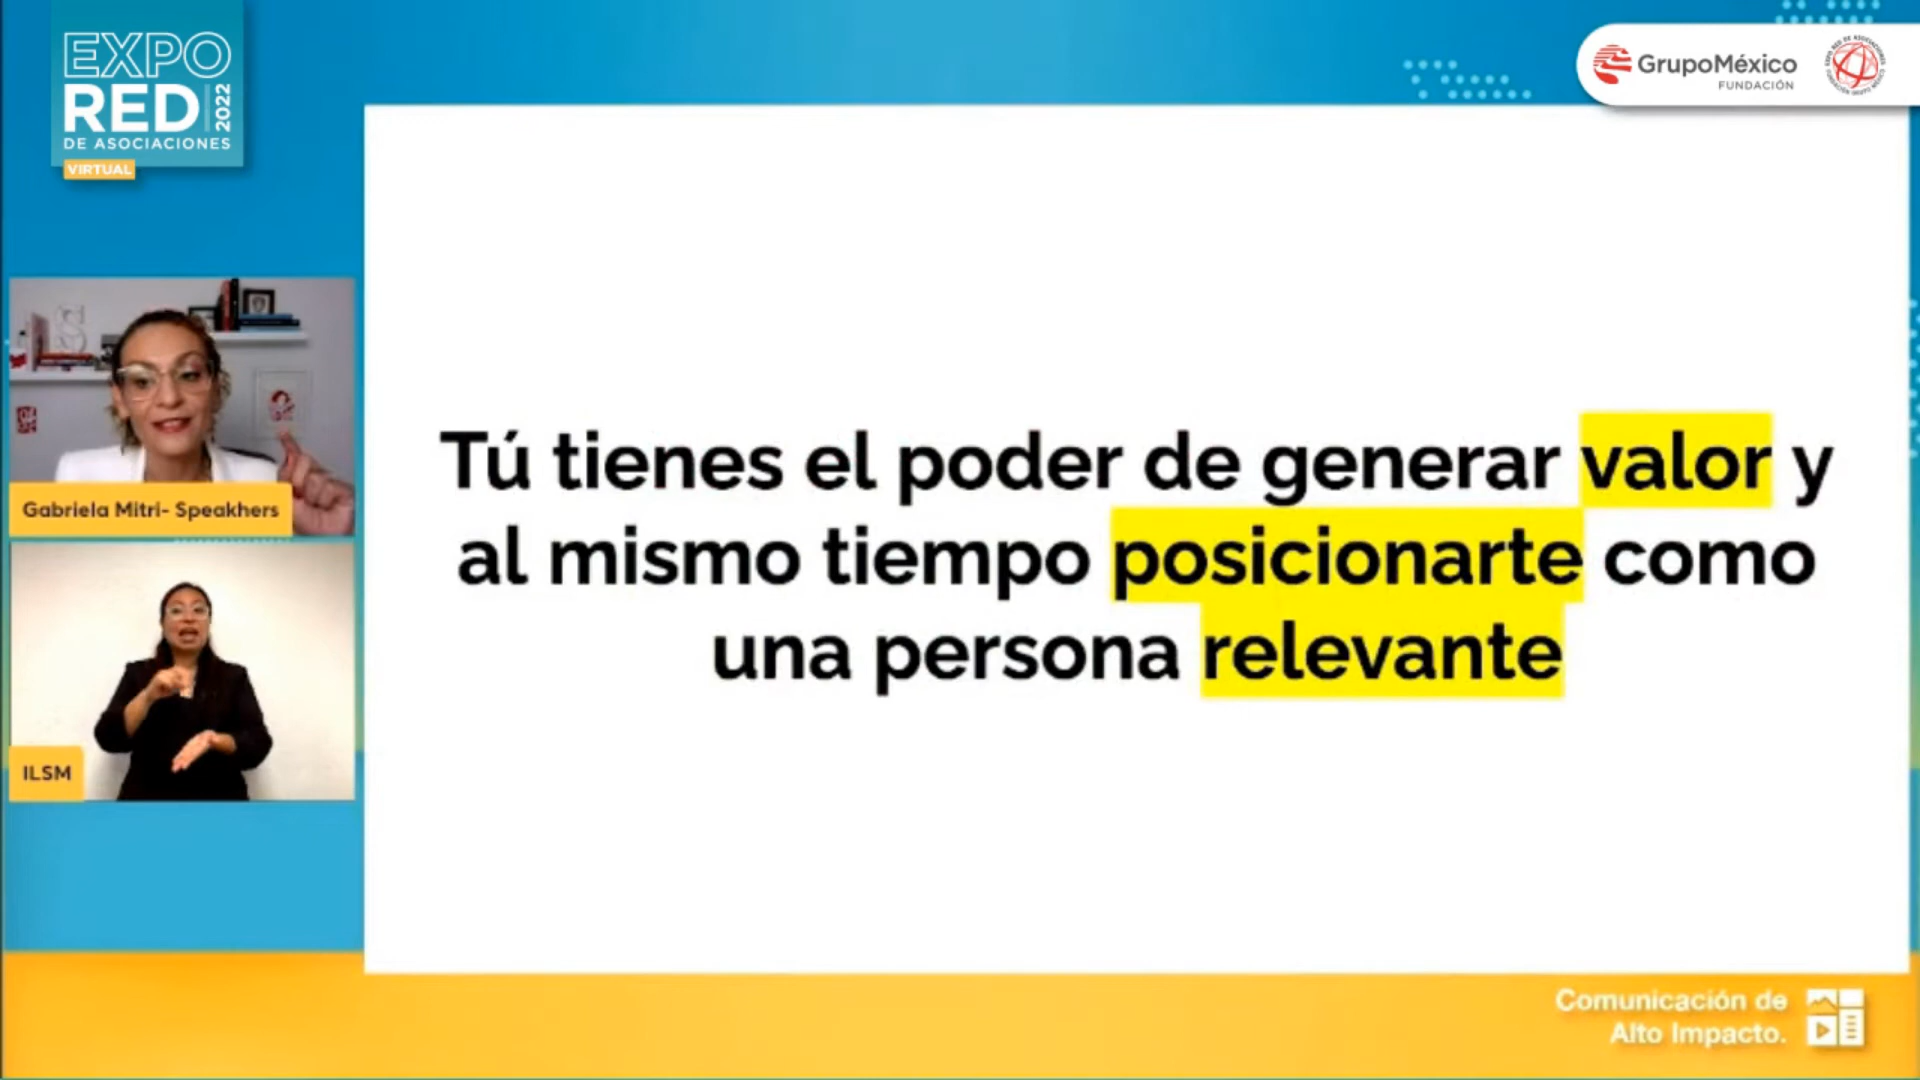 EXPO
RED 2022
DE ASOCIACIONES
VIRTUAL
GrupoMéxico
FUNDACIÓN
Tú tienes el poder de generar valor y
al mismo tiempo posicionarte como
una persona relevante
Gabriela Mitri- Speakhers
ILSM
Comunicación de
Alto Impacto.